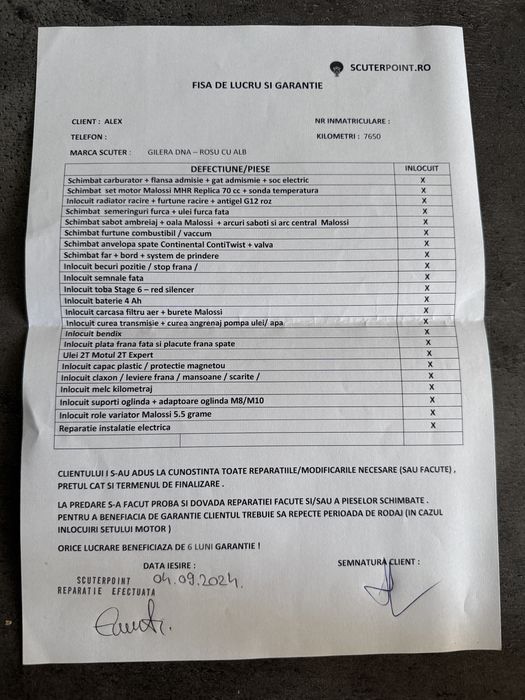 SCUTERPOINT.RO
FISA DE LUCRU SI GARANTIE
CLIENT : ALEX
NR INMATRICULARE :
TELEFON :
KILOMETRI : 7650
MARCA SCUTER : GILERA DNA – ROSU CU ALB
DEFECTIUNE/PIESE INLOCUIT
Schimbat carburator + flansa admisie + gat admismie + soc electric X
Schimbat set motor Malossi MHR Replica 70 cc + sonda temperatura X
Inlocuit radiator racire + furtune racire + antigel G12 roz X
Schimbat semeringuri furca + ulei furca fata X
Schimbat sabot ambreiaj + oala Malossi + arcuri saboti si arc central Malossi X
Schimbat furtune combustibil / vaccum X
Schimbat anvelopa spate Continental ContiTwist + valva X
Schimbat far + bord + sistem de prindere X
Inlocuit becuri pozitie / stop frana / X
Inlocuit semnale fata X
Inlocuit toba Stage 6 – red silencer X
Inlocuit baterie 4 Ah X
Inlocuit carcasa filtru aer + burete Malossi X
Inlocuit curea transmisie + curea angrenaj pompa ulei/ apa X
Inlocuit bendix X
Inlocuit plata frana fata si placute frana spate X
Ulei 2T Motul 2T Expert X
Inlocuit capac plastic / protectie magnetou X
Inlocuit claxon / leviere frana / mansoane / scarite / X
Inlocuit melc kilometraj X
Inlocuit suporti oglinda + adaptoare oglinda M8/M10 X
Inlocuit role variator Malossi 5.5 grame X
Reparatie instalatie electrica X
CLIENTULUI I S-AU ADUS LA CUNOSTINTA TOATE REPARATIILE/MODIFICARILE NECESARE (SAU FACUTE) ,
PRETUL CAT SI TERMENUL DE FINALIZARE .
LA PREDARE S-A FACUT PROBA SI DOVADA REPARATIEI FACUTE SI/SAU A PIESELOR SCHIMBATE .
PENTRU A BENEFIACIA DE GARANTIE CLIENTUL TREBUIE SA REPECTE PERIOADA DE RODAJ (IN CAZUL
INLOCUIRI SETULUI MOTOR )
ORICE LUCRARE BENEFICIAZA DE 6 LUNI GARANTIE !
DATA IESIRE :
SEMNATURA CLIENT :
04.09.2024.
SCUTERPOINT
REPARATIE EFECTUATA